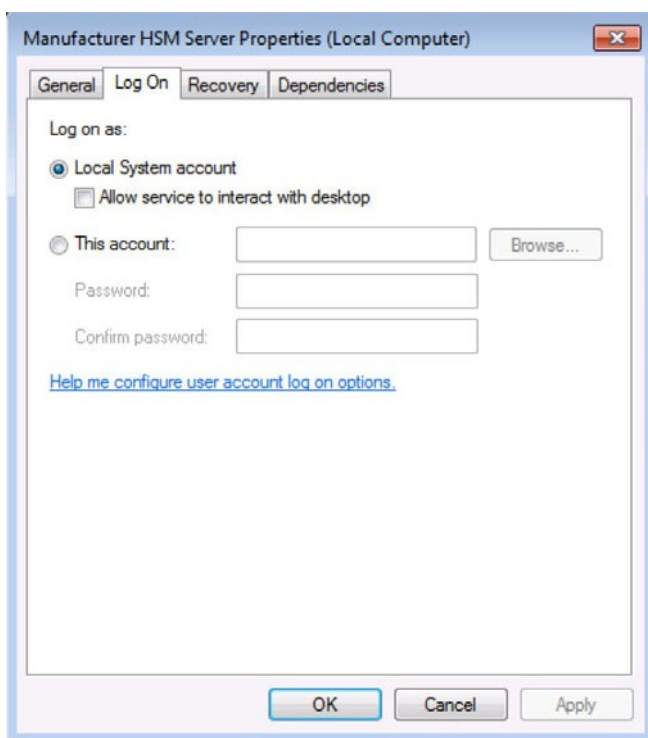 Manufacturer HSM Server Properties (Local Computer)
General Log On Recovery Dependencies
Log on as:
Local System account
Allow service to interact with desktop
This account: Browse...
Password:
Confirm password:
Help me configure user account log on options.
OK Cancel Apply